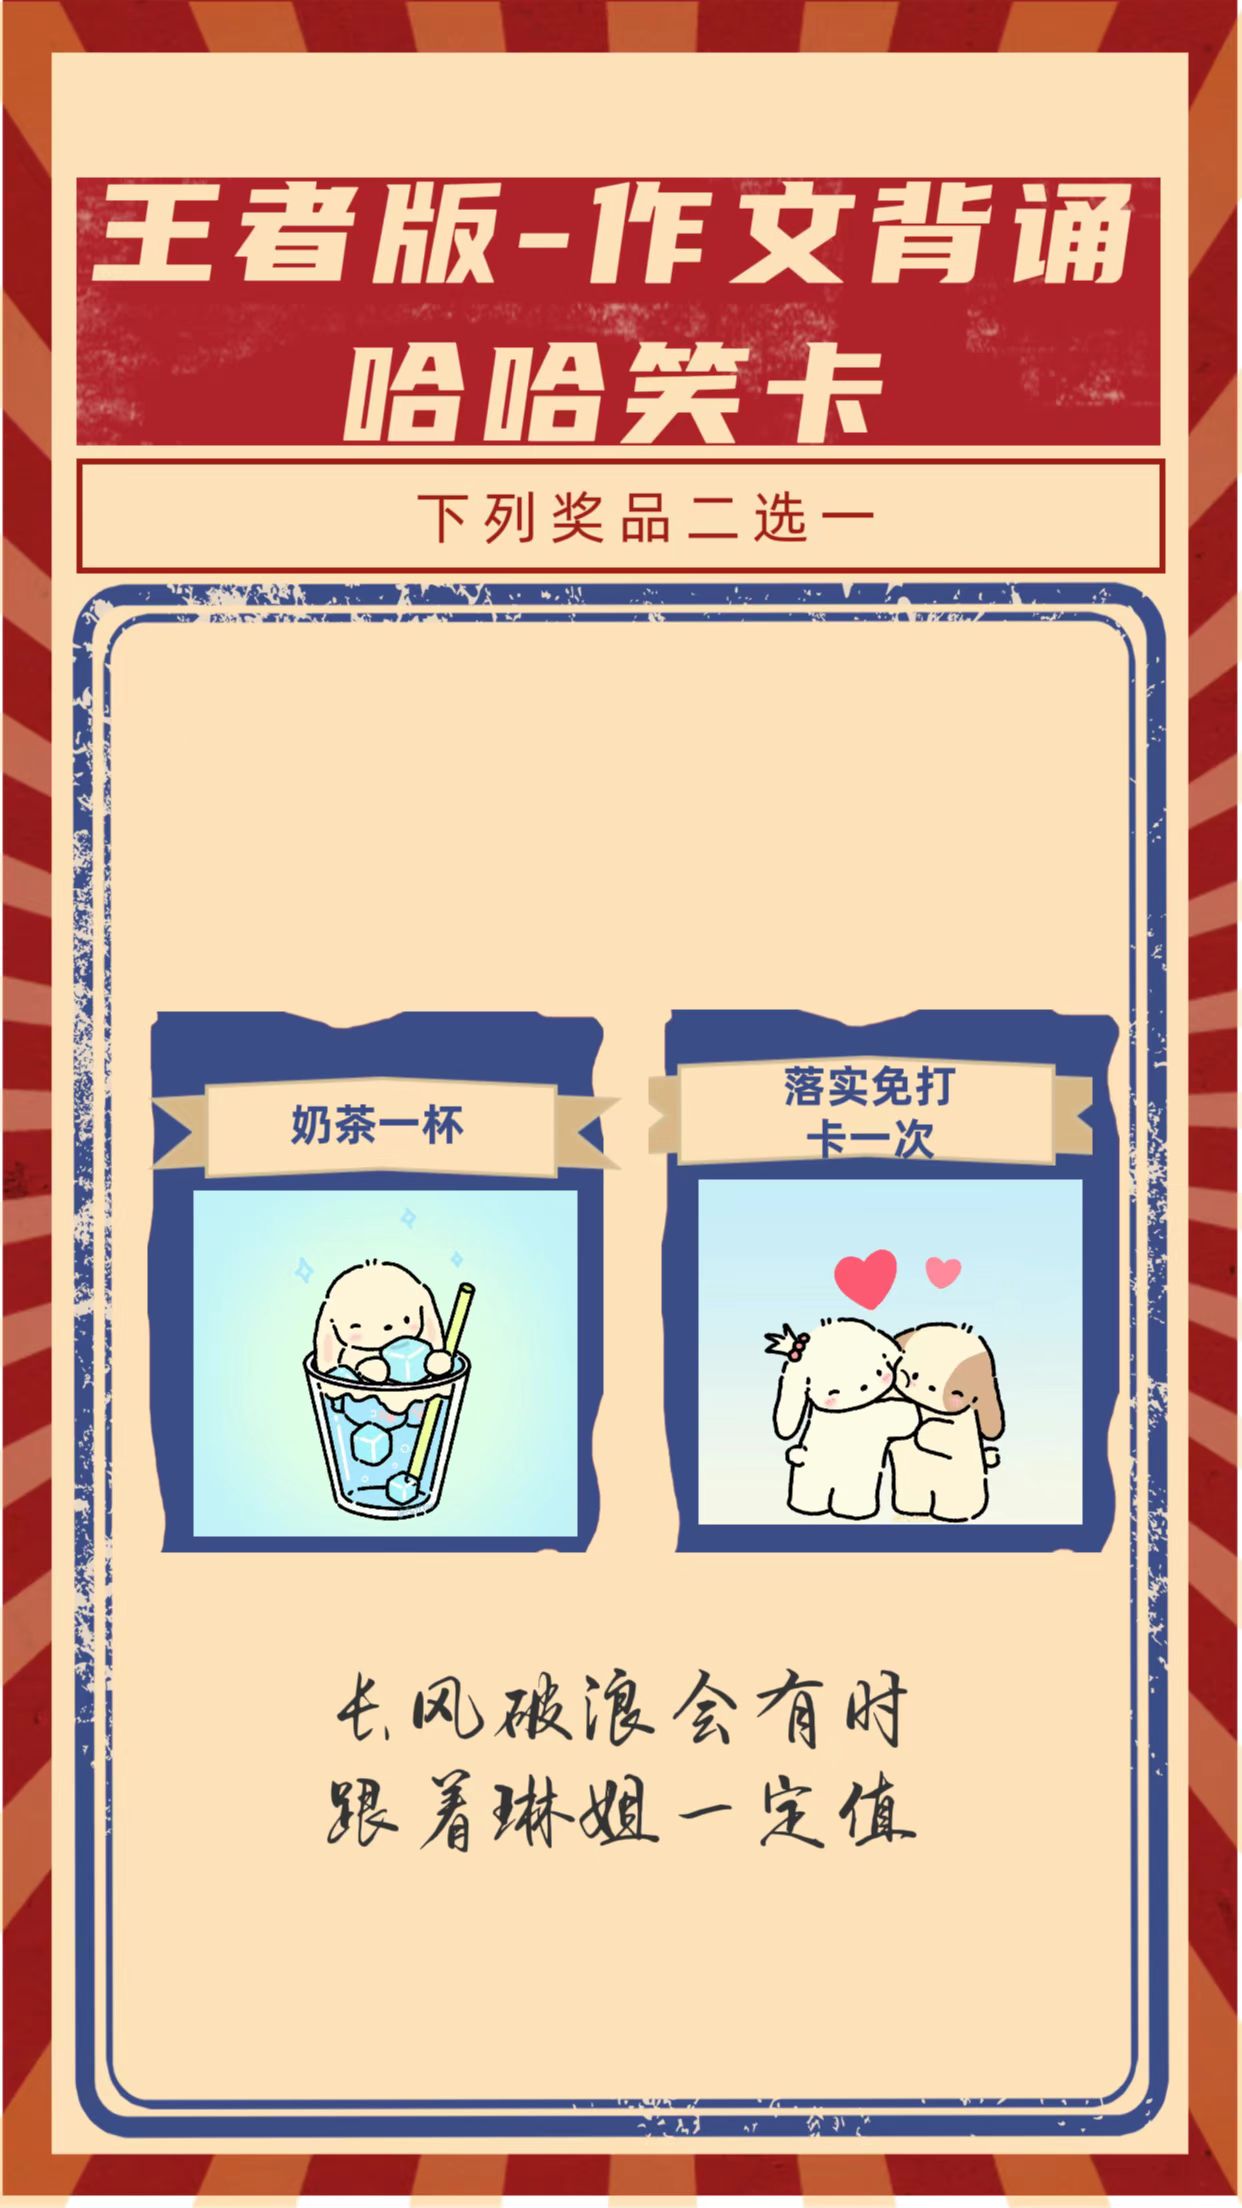 王者版-作文背诵
哈哈笑卡
下列奖品二选一
奶茶一杯
落实免打
卡一次
长风破浪会有时
跟着琳姐一定值